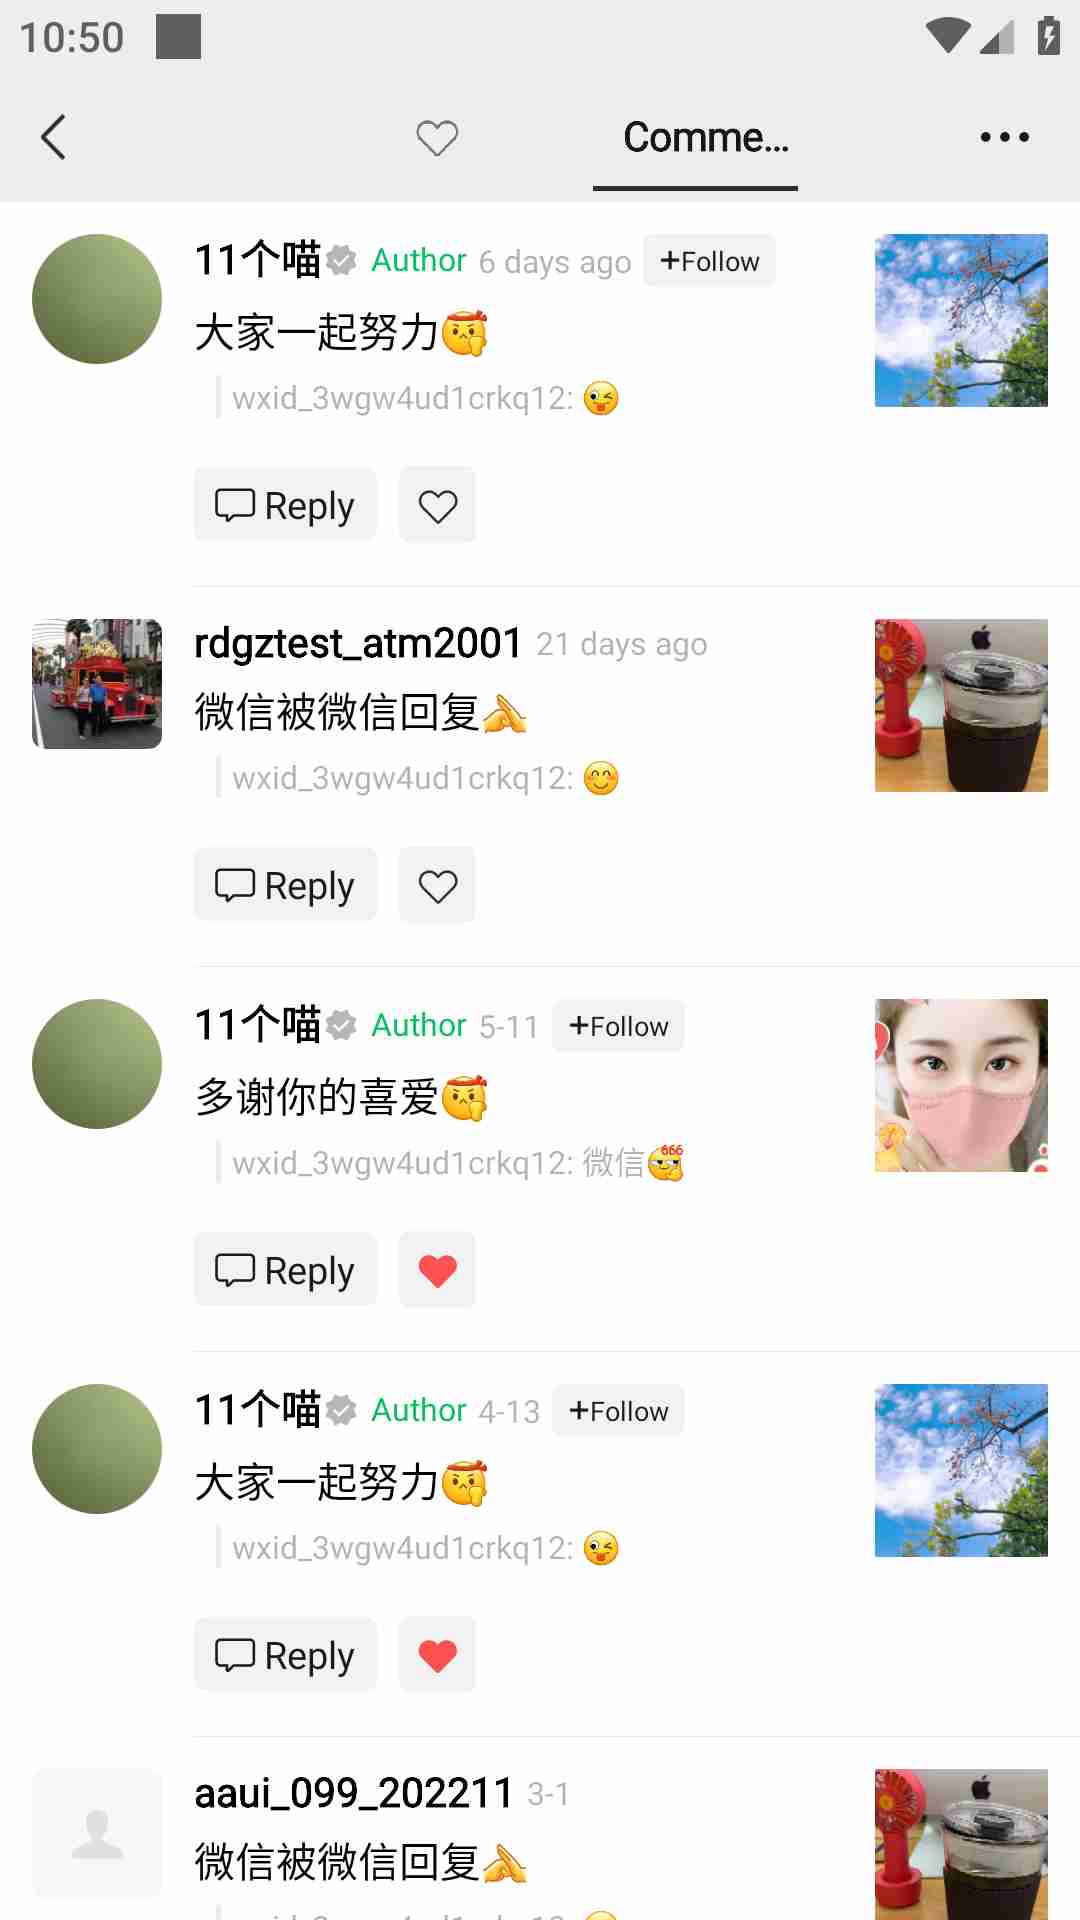 10:50
Comme...
11个喵 Author 6 days ago +Follow
大家一起努力
wxid_3wgw4ud1crkq12:
Reply
rdgztest_atm2001 21 days ago
微信被微信回复
wxid_3wgw4ud1crkq12:
Reply
11个喵 Author 5-11 +Follow
多谢你的喜爱
wxid_3wgw4ud1crkq12: 微信
Reply
11个喵 Author 4-13 +Follow
大家一起努力
wxid_3wgw4ud1crkq12:
Reply
aaui_099_202211 3-1
微信被微信回复